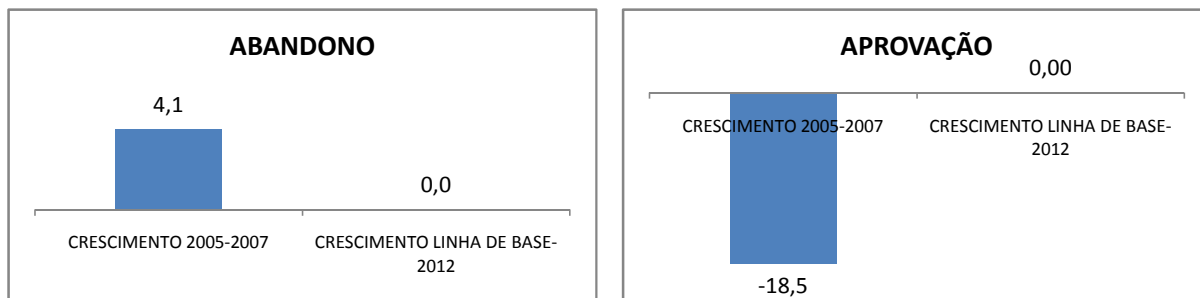 ABANDONO
4,1
0,0
CRESCIMENTO 2005-2007
CRESCIMENTO LINHA DE BASE-
2012
APROVAÇÃO
0,00
CRESCIMENTO 2005-2007
CRESCIMENTO LINHA DE BASE-
2012
-18,5